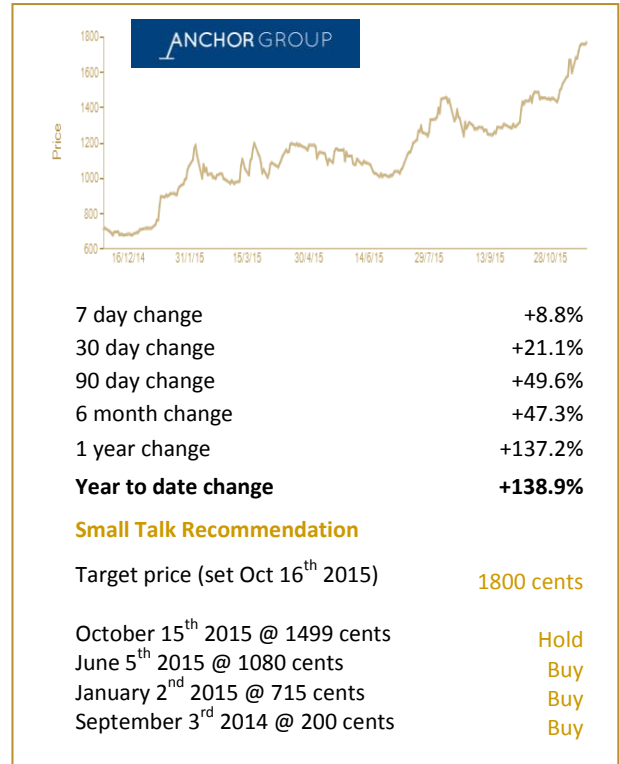 ANCHOR GROUP
1800
1600
1400
1200
1000
800
600
Price
16/12/14 31/1/15 15/3/15 30/4/15 14/6/15 29/7/15 13/9/15 28/10/15
7 day change +8.8%
30 day change +21.1%
90 day change +49.6%
6 month change +47.3%
1 year change +137.2%
Year to date change +138.9%
Small Talk Recommendation
Target price (set Oct 16th 2015) 1800 cents
October 15th 2015 @ 1499 cents Hold
June 5th 2015 @ 1080 cents Buy
January 2nd 2015 @ 715 cents Buy
September 3rd 2014 @ 200 cents Buy